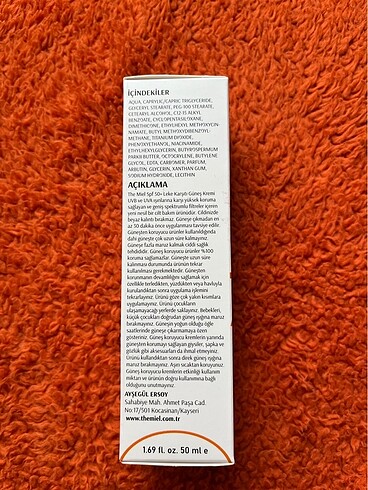 İÇİNDEKİLER
AQUA, CAPRYLIC/CAPRIC TRIGLYCERIDE,
GLYCERYL STEARATE, PEG 100 STEARATE,
CETEARYL ALCOHOL, C12 15 ALKYL
BENZOATE, CYCLOPENTASILOXANE,
DIMETHICONE, ETHYLHEXYL METHOXYCIN-
NAMATE, BUTYL METHOXYDIBENZOYL-
METHANE, TITANIUM DIOXIDE,
PHENOXYETHANOL, NIACINAMIDE,
ETHYLHEXYLGLYCERIN, BUTYROSPERMUM
PARKII BUTTER, OCTOCRYLENE, BUTYLENE
GLYCOL, EDTA, CARBOMER, PARFUM,
ARBUTIN, GLYCERIN, XANTHAN GUM,
SODIUM HYDROXIDE, LECITHIN
AÇIKLAMA
The Miel Spf 50+ Leke Karşıtı Güneş Kremi
UVB ve UVA ışınlarına karşı yüksek koruma
sağlayan ve geniş spektrumlu filtreler içeren
yeni nesil bir cilt bakım ürünüdür. Cildinizde
beyaz kalıntı bırakmaz. Güneşe çıkmadan en
az 30 dakika önce uygulanması tavsiye edilir.
Güneşten koruyucu ürünler kullanıldığında
dahi güneşte çok uzun süre kalmayınız.
Güneşe fazla maruz kalmak ciddi sağlık
tehdididir. Güneş koruyucu ürünler %100
koruma sağlamazlar. Güneşte uzun süre
kalınması durumunda ürünün tekrar
kullanılması gerekmektedir. Güneşten
korunmanın devamlılığını sağlamak için
özellikle terledikten, yüzdükten veya havluyla
kurulandıktan sonra uygulama işlemini
tekrarlayınız. Ürünü göze çok yakın kısımlara
uygulamayınız. Ürünü çocukların
ulaşamayacağı yerlerde saklayınız. Bebekleri,
küçük çocukları doğrudan güneş ışığına maruz
bırakmayınız. Güneşin yoğun olduğu öğle
saatlerinde güneşe çıkarmamaya özen
gösteriniz. Güneş koruyucu kremlerin yanında
güneşten korumayı sağlayan giysiler, şapka ve
gözlük gibi aksesuarları da ihmal etmeyiniz.
Ürünü kullandıktan sonra direk güneş ışığına
maruz bırakmayınız. Aşırı sıcaktan koruyunuz.
Güneş koruyucu kremlerin etkinliği kullanım
miktarı ve ürünün doğru kullanımına bağlı
olduğunu unutmayınız.
AYŞEGÜL ERSOY
Sahabiye Mah. Ahmet Paşa Cad.
No:17/501 Kocasinan/Kayseri
www.themiel.com.tr
1.69 fl. oz. 50 ml e